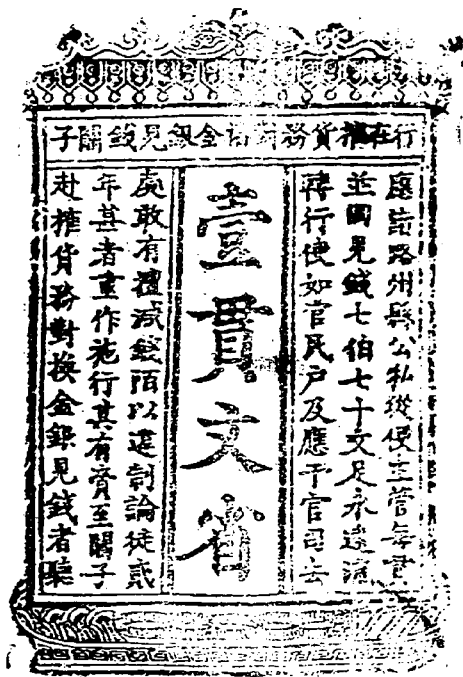 行在榷貨務對樁金銀見錢關子
應諸路州縣公私從便主管每貫
並同見錢七伯七十文足永遠流
轉行使如官民戶及應干官司去
壹貫文省
處敢有擅減錢陌以違制論徒貳
年甚者重作施行其有賫至關子
赴榷貨務對換金銀見錢者聽